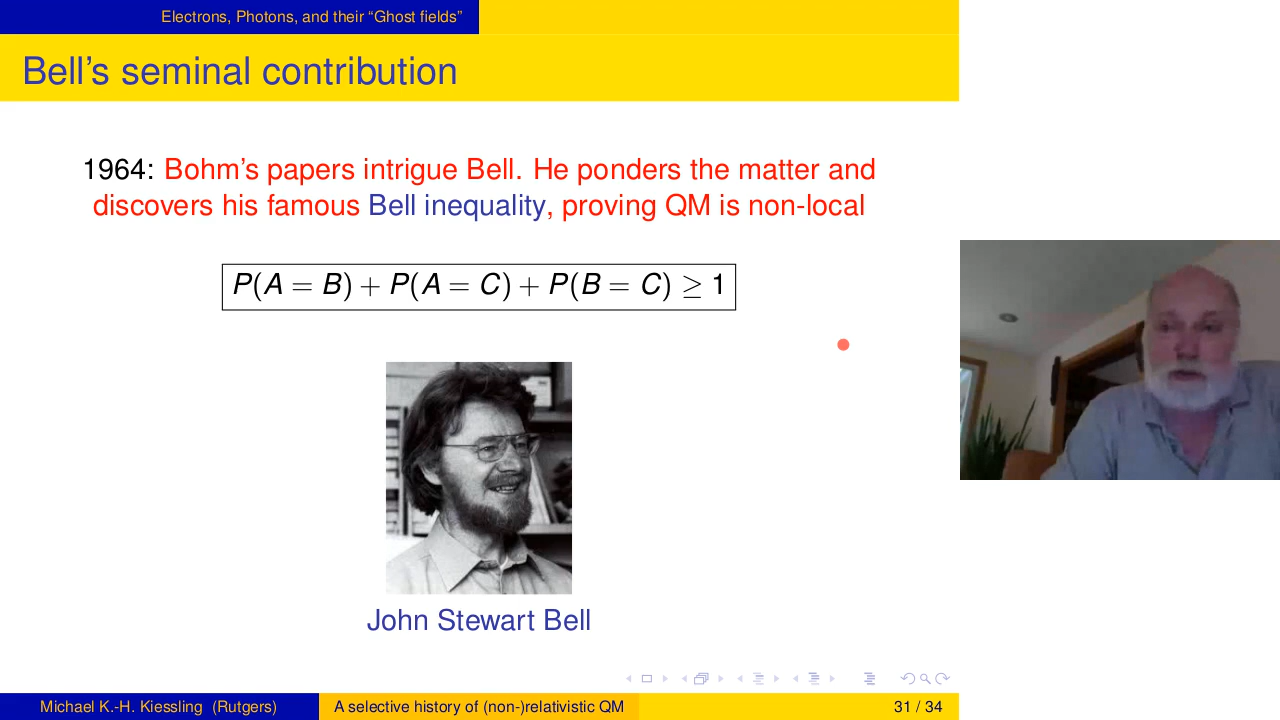 Electrons, Photons, and their “Ghost fields”
Bell’s seminal contribution
1964: Bohm’s papers intrigue Bell. He ponders the matter and
discovers his famous Bell inequality, proving QM is non-local
P(A = B) + P(A = C) + P(B = C) ≥ 1
John Stewart Bell
Michael K.-H. Kiessling (Rutgers)
A selective history of (non-)relativistic QM
31 / 34